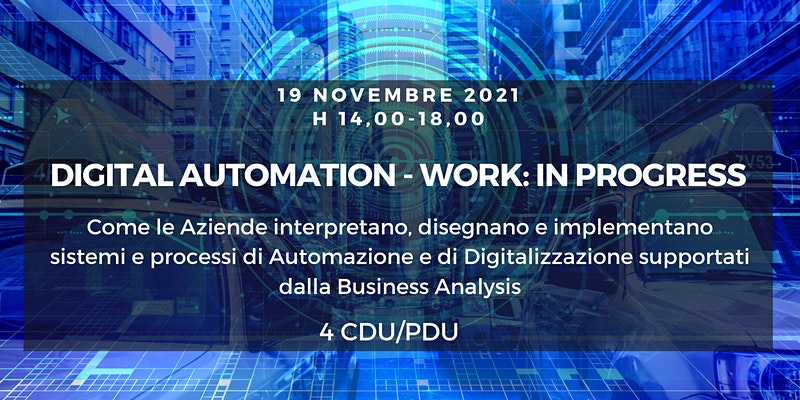 19 NOVEMBRE 2021
H 14,00-18,00
DIGITAL AUTOMATION - WORK: IN PROGRESS
Come le Aziende interpretano, disegnano e implementano
sistemi e processi di Automazione e di Digitalizzazione supportati
dalla Business Analysis
4 CDU/PDU